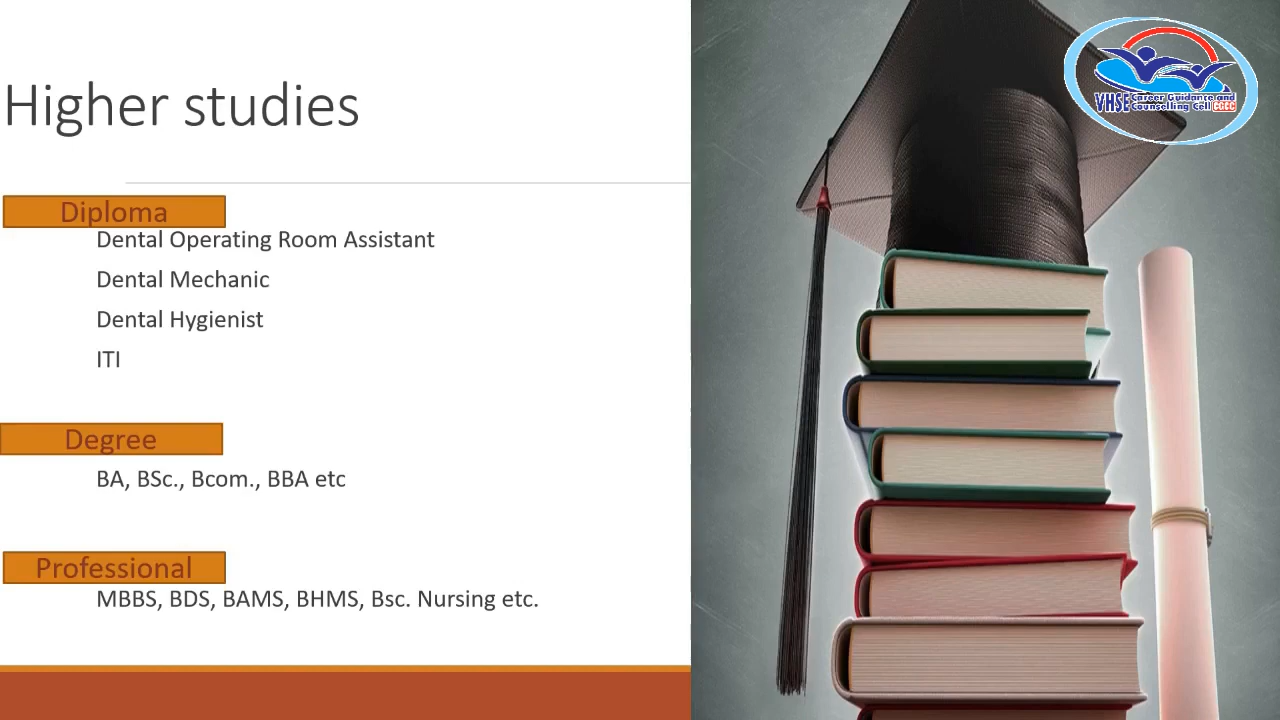 Higher studies
Diploma
Dental Operating Room Assistant
Dental Mechanic
Dental Hygienist
ITI
Degree
BA, BSc., Bcom., BBA etc
Professional
MBBS, BDS, BAMS, BHMS, Bsc. Nursing etc.
VHSE Career Guidance and
Counselling Cell CGCC